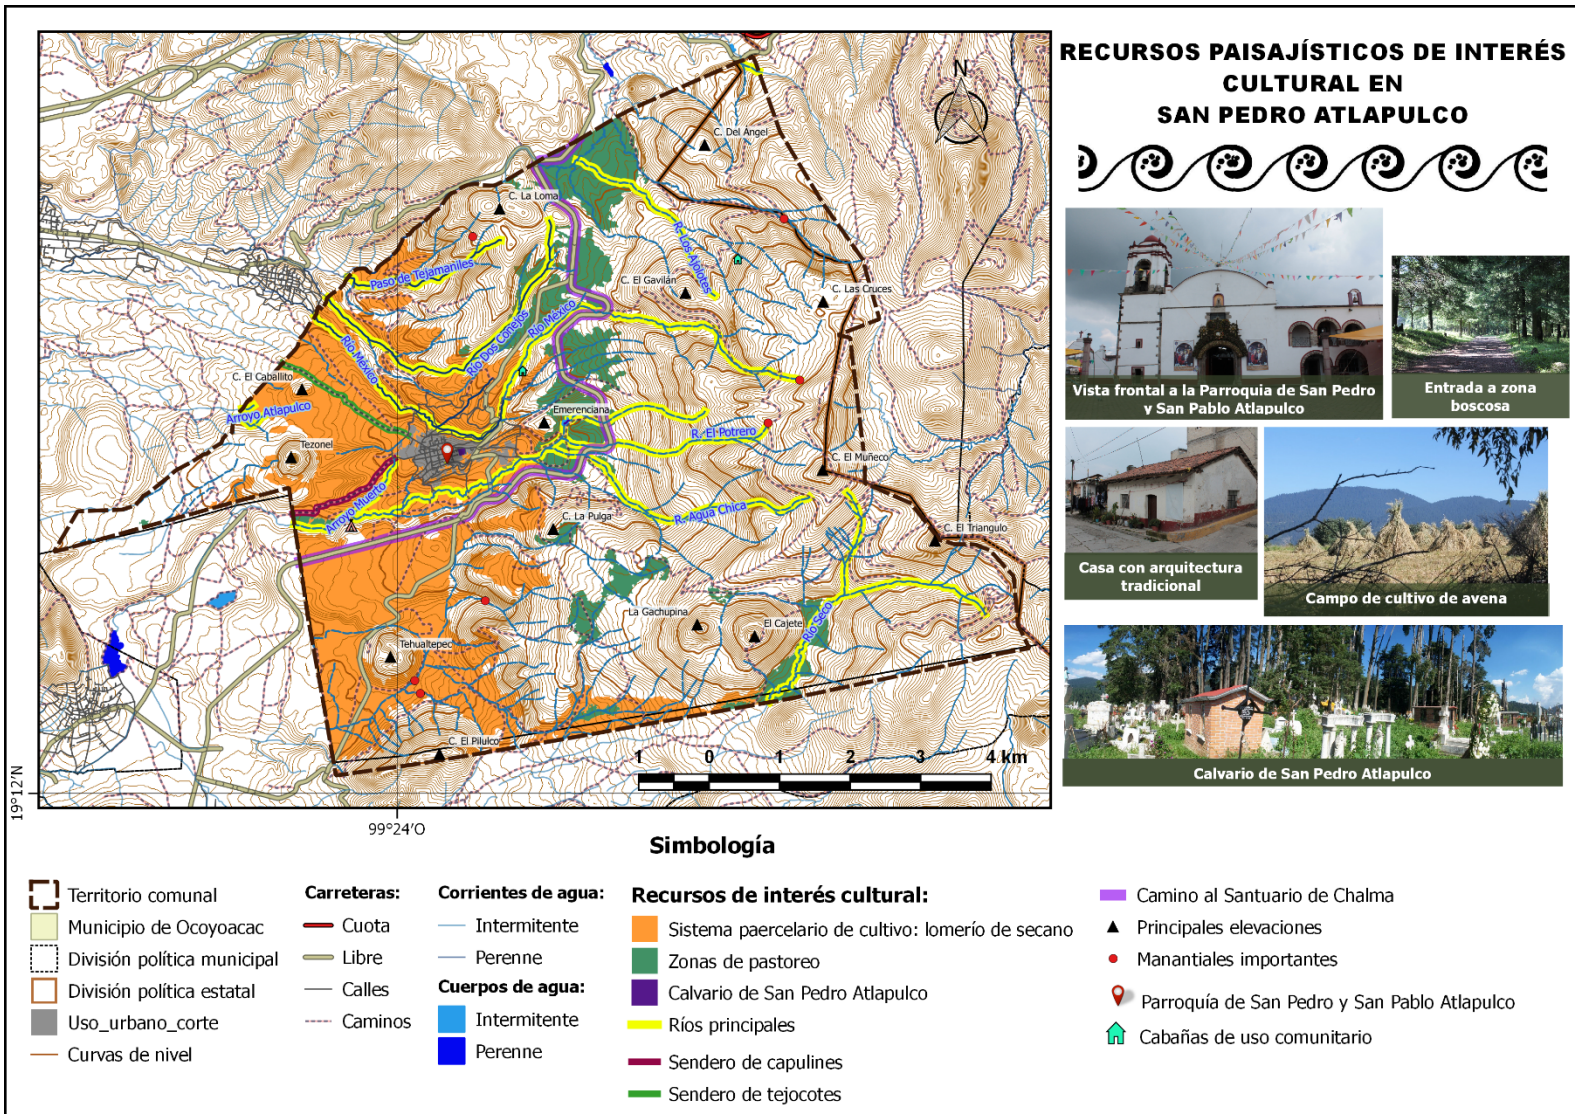 RECURSOS PAISAJÍSTICOS DE INTERÉS
CULTURAL EN
SAN PEDRO ATLAPULCO
N
C. Del Angel
C. La Loma
R. Los Ajolotes
Paso de Tejamaniles
C. El Gavilán
C. Las Cruces
Río Dos Conejos
Río México
Río México
C. El Caballito
Arroyo Atlapulco
Emerenciana
R. El Potrero
Tezonel
C. El Muñeco
Arroyo Muerto
R. Agua Chica
C. La Pulga
C. El Triangulo
La Gachupina
El Cajete
Río Seco
Tehualtepec
C. El Pilulco
1 0 1 2 3 4 km
19°12'N
99°24'O
Vista frontal a la Parroquia de San Pedro
y San Pablo Atlapulco
Entrada a zona
boscosa
Casa con arquitectura
tradicional
Campo de cultivo de avena
Calvario de San Pedro Atlapulco
Simbología
Territorio comunal
Municipio de Ocoyoacac
División política municipal
División política estatal
Uso_urbano_corte
Curvas de nivel
Carreteras:
Cuota
Libre
Calles
Caminos
Corrientes de agua:
Intermitente
Perenne
Cuerpos de agua:
Intermitente
Perenne
Recursos de interés cultural:
Sistema paercelario de cultivo: lomerío de secano
Zonas de pastoreo
Calvario de San Pedro Atlapulco
Ríos principales
Sendero de capulines
Sendero de tejocotes
Camino al Santuario de Chalma
Principales elevaciones
Manantiales importantes
Parroquía de San Pedro y San Pablo Atlapulco
Cabañas de uso comunitario